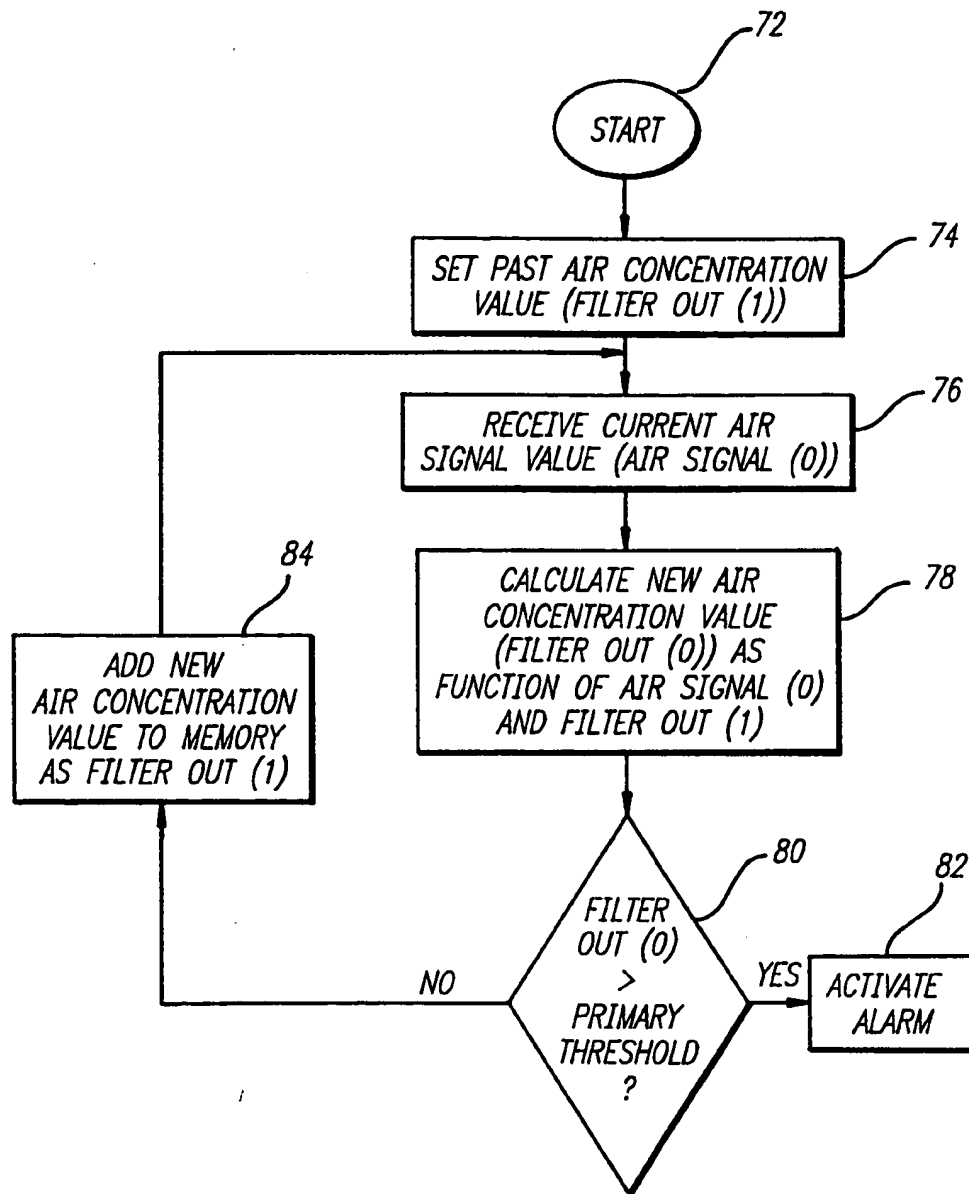 72
START
74
SET PAST AIR CONCENTRATION
VALUE (FILTER OUT (1))
76
RECEIVE CURRENT AIR
SIGNAL VALUE (AIR SIGNAL (0))
78
CALCULATE NEW AIR
CONCENTRATION VALUE
(FILTER OUT (0)) AS
FUNCTION OF AIR SIGNAL (0)
AND FILTER OUT (1)
84
ADD NEW
AIR CONCENTRATION
VALUE TO MEMORY
AS FILTER OUT (1)
80
FILTER
OUT (0)
>
PRIMARY
THRESHOLD
?
NO
YES
82
ACTIVATE
ALARM